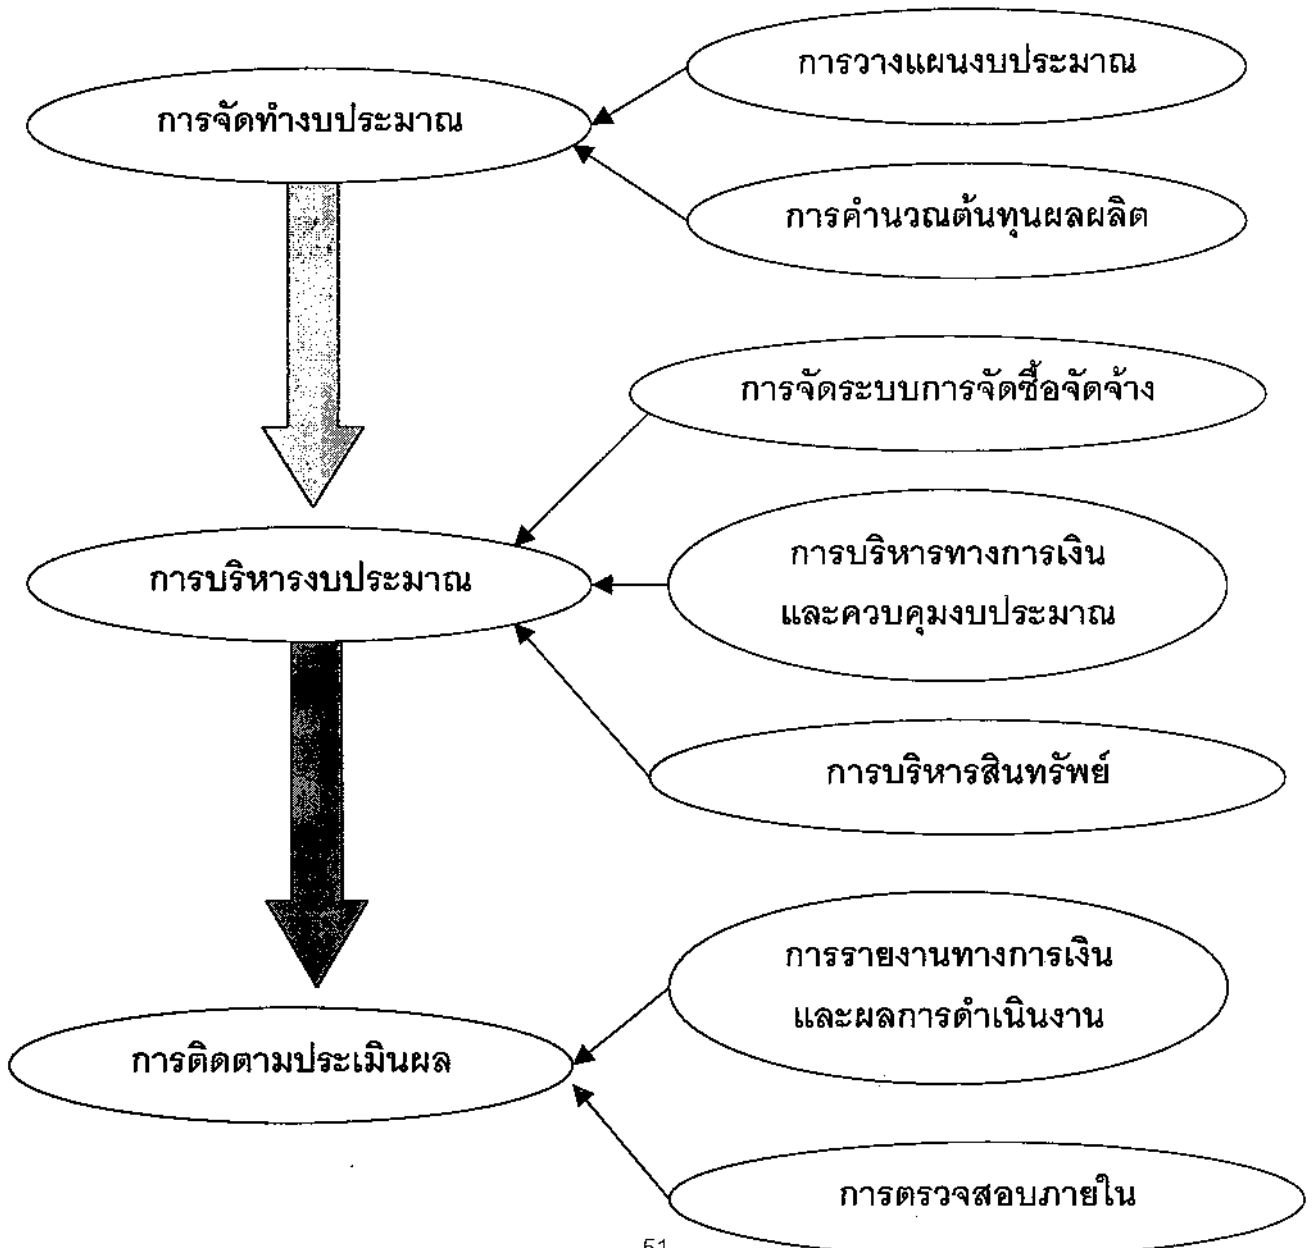 การวางแผนงบประมาณ
การจัดทำงบประมาณ
การคำนวณต้นทุนผลผลิต
การจัดระบบการจัดซื้อจัดจ้าง
การบริหารทางการเงิน
และควบคุมงบประมาณ
การบริหารงบประมาณ
การบริหารสินทรัพย์
การรายงานทางการเงิน
และผลการดำเนินงาน
การติดตามประเมินผล
การตรวจสอบภายใน
51